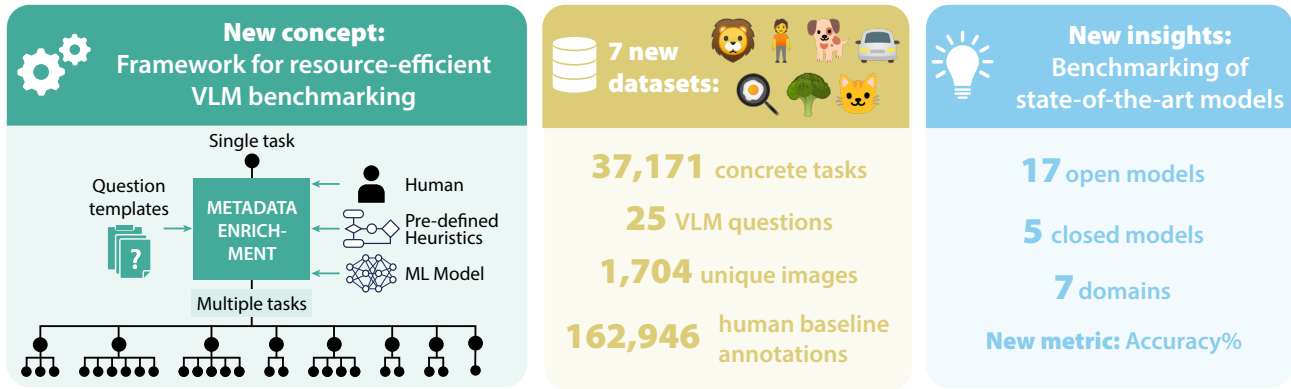 New concept:
Framework for resource-efficient
VLM benchmarking
Single task
Question
templates
?
METADATA
ENRICH-
MENT
Human
Pre-defined
Heuristics
ML Model
Multiple tasks
7 new
datasets:
37,171 concrete tasks
25 VLM questions
1,704 unique images
162,946 human baseline
annotations
New insights:
Benchmarking of
state-of-the-art models
17 open models
5 closed models
7 domains
New metric: Accuracy%